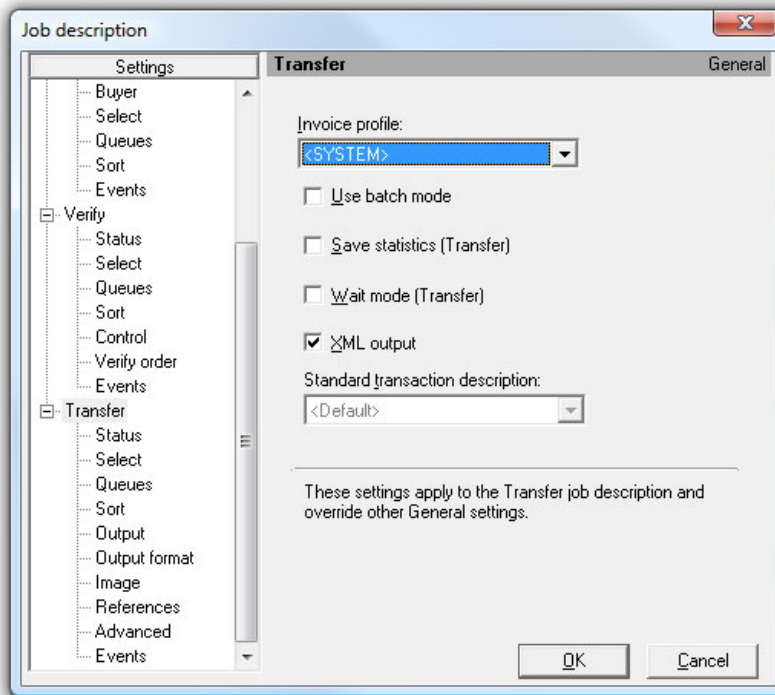 Job description
Settings
Buyer
Select
Queues
Sort
Events
Verify
Status
Select
Queues
Sort
Control
Verify order
Events
Transfer
Status
Select
Queues
Sort
Output
Output format
Image
References
Advanced
Events
Transfer General
Invoice profile:
<SYSTEM>
Use batch mode
Save statistics (Transfer)
Wait mode (Transfer)
XML output
Standard transaction description:
<Default>
These settings apply to the Transfer job description and
override other General settings.
OK Cancel